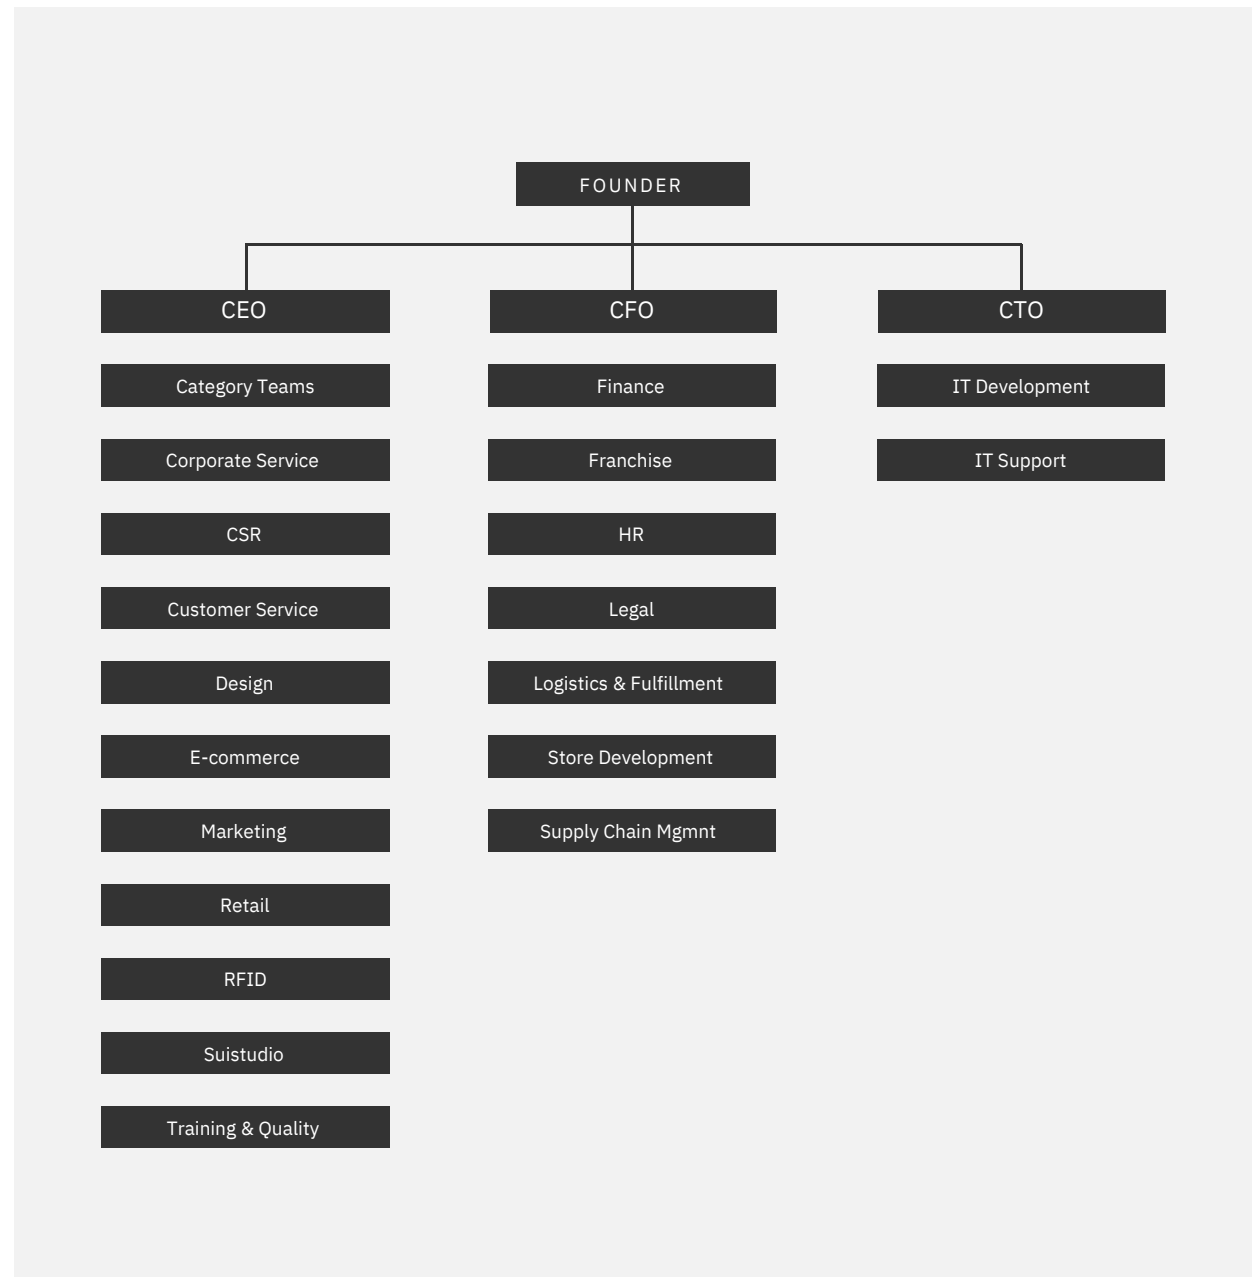 FOUNDER
CEO
Category Teams
Corporate Service
CSR
Customer Service
Design
E-commerce
Marketing
Retail
RFID
Suistudio
Training & Quality
CFO
Finance
Franchise
HR
Legal
Logistics & Fulfillment
Store Development
Supply Chain Mgmnt
CTO
IT Development
IT Support